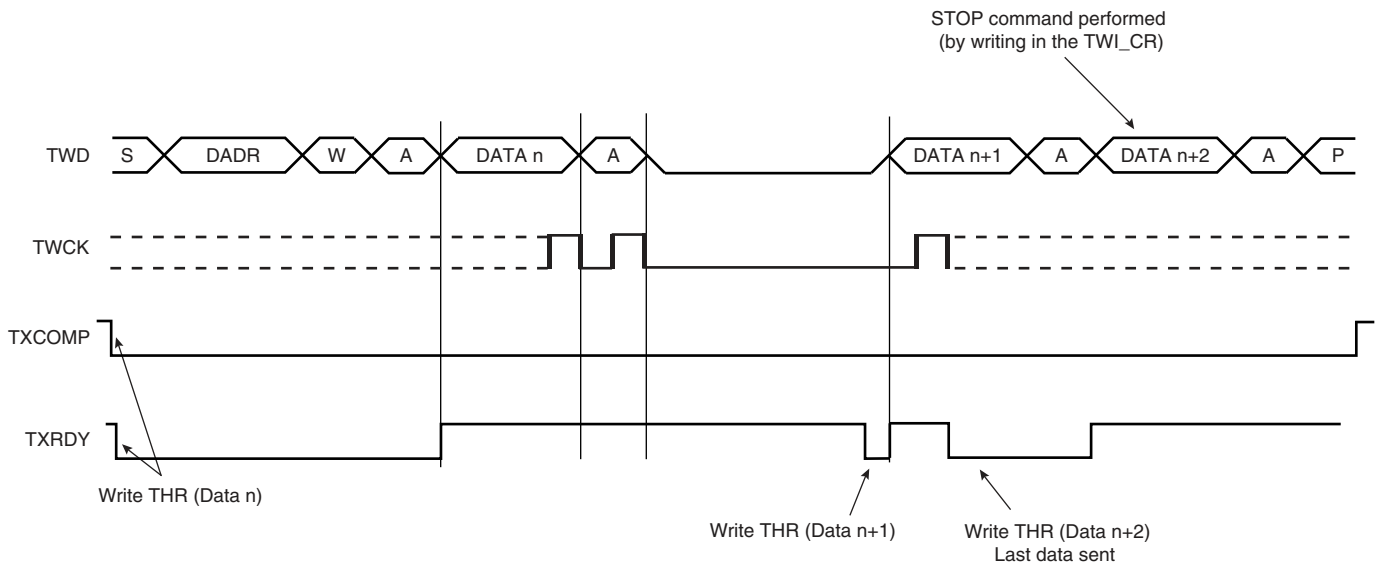 STOP command performed
(by writing in the TWI_CR)
TWD S DADR W A DATA n A DATA n+1 A DATA n+2 A P
TWCK
TXCOMP
TXRDY
Write THR (Data n)
Write THR (Data n+1)
Write THR (Data n+2)
Last data sent